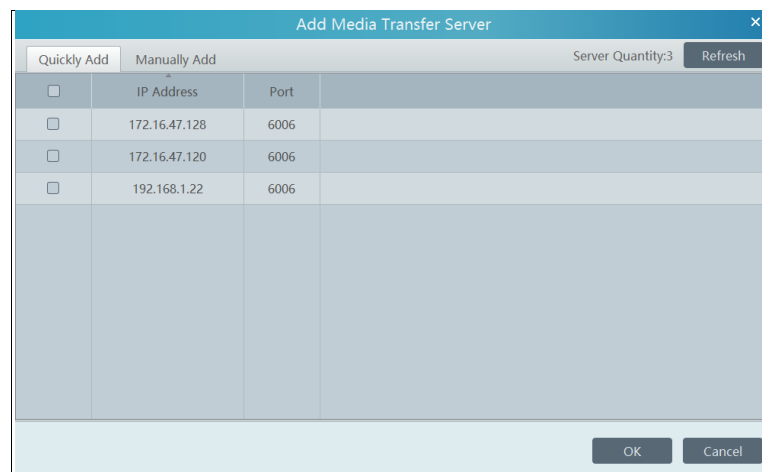 Add Media Transfer Server
Quickly Add Manually Add Server Quantity:3 Refresh
IP Address Port
172.16.47.128 6006
172.16.47.120 6006
192.168.1.22 6006
OK Cancel